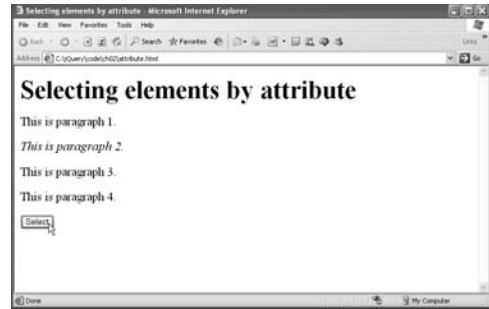 Selecting elements by attribute - Microsoft Internet Explorer
File Edit View Favorites Tools Help
Back Search Favorites
Address C:\jQuery\code\ch02\attribute.html Go Links
Selecting elements by attribute
This is paragraph 1.
This is paragraph 2.
This is paragraph 3.
This is paragraph 4.
Select
Done My Computer